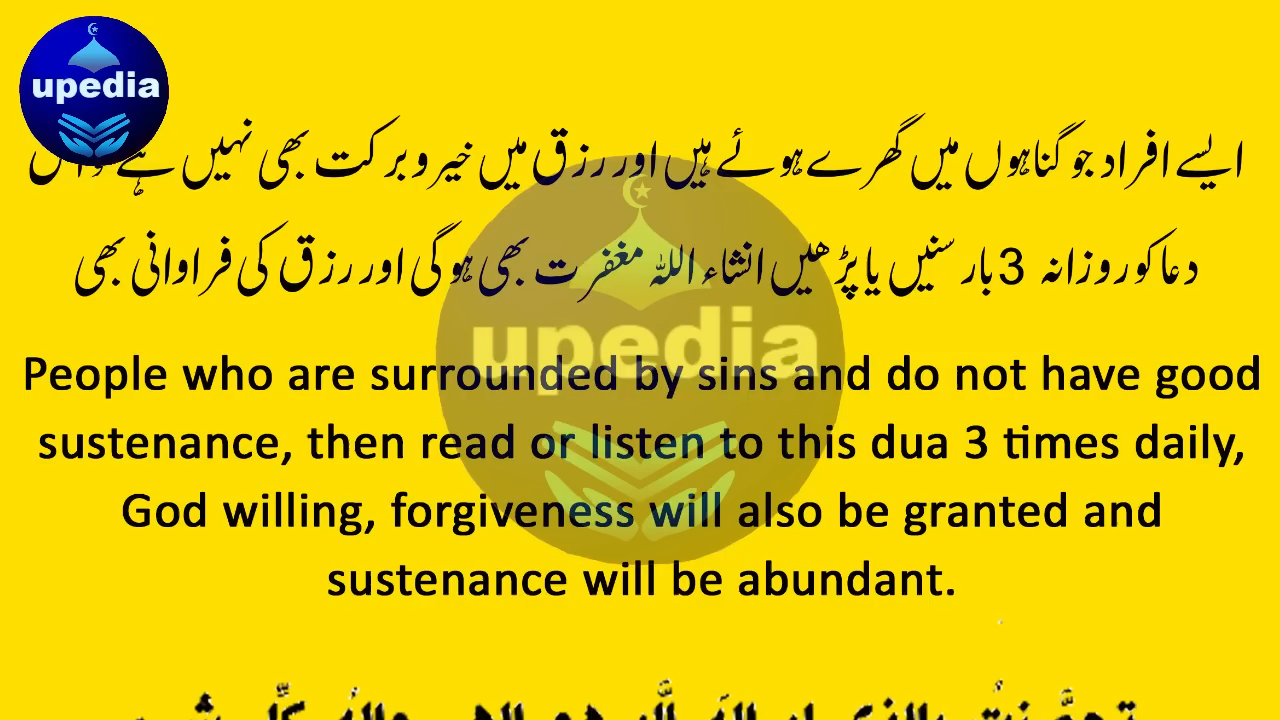 upedia
ایسے افراد جو گناہوں میں گھرے ہوئے ہیں اور رزق میں خیر و برکت بھی نہیں ہے
دعا کو روزانہ 3 بار سنیں یا پڑھیں انشاء اللہ مغفرت بھی ہوگی اور رزق کی فراوانی بھی
upedia
People who are surrounded by sins and do not have good
sustenance, then read or listen to this dua 3 times daily,
God willing, forgiveness will also be granted and
sustenance will be abundant.